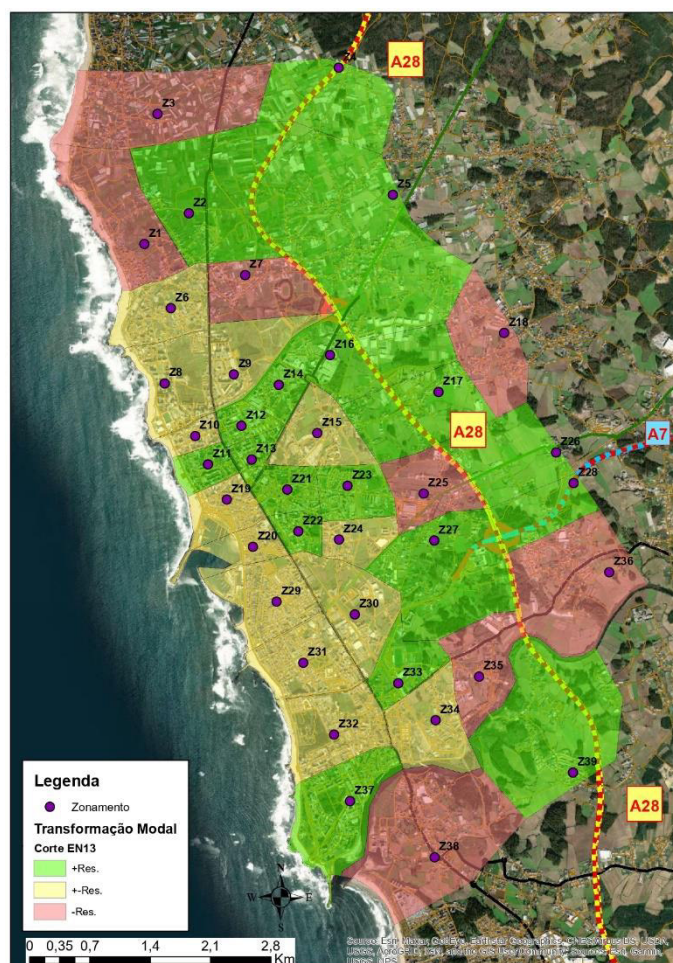 A28
Z3
Z5
Z2
Z1
Z7
Z6
Z18
Z16
Z8
Z9
Z14
Z17
Z12
Z15
A28
Z10
Z26
A7
Z13
Z11
Z21
Z23
Z25
Z28
Z19
Z22
Z24
Z27
Z20
Z36
Z29
Z30
Z31
Z33
Z35
Z34
Z32
Legenda
Z39
Zonamento
Z37
A28
Transformação Modal
Corte EN13
+Res.
+-Res.
-Res.
Z38
N
W E
S
0 0,35 0,7 1,4 2,1 2,8
Km